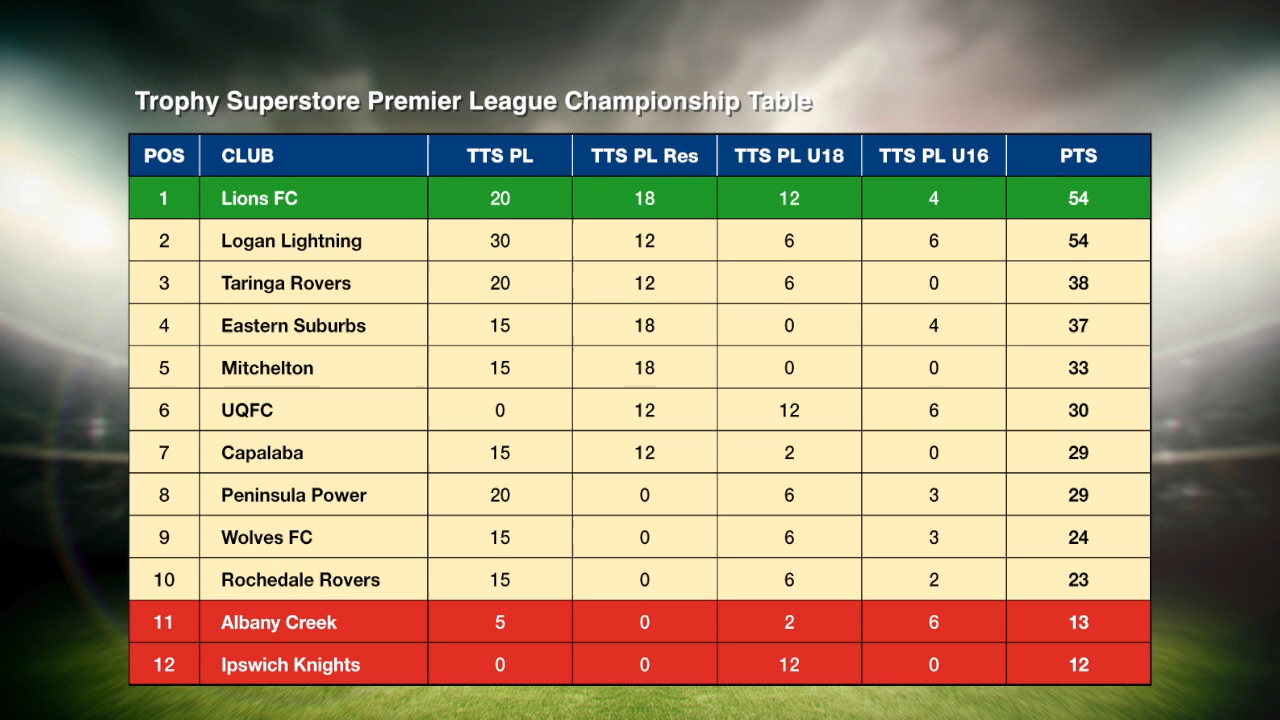 Trophy Superstore Premier League Championship Table
POS CLUB TTS PL TTS PL Res TTS PL U18 TTS PL U16 PTS
1 Lions FC 20 18 12 4 54
2 Logan Lightning 30 12 6 6 54
3 Taringa Rovers 20 12 6 0 38
4 Eastern Suburbs 15 18 0 4 37
5 Mitchelton 15 18 0 0 33
6 UQFC 0 12 12 6 30
7 Capalaba 15 12 2 0 29
8 Peninsula Power 20 0 6 3 29
9 Wolves FC 15 0 6 3 24
10 Rochedale Rovers 15 0 6 2 23
11 Albany Creek 5 0 2 6 13
12 Ipswich Knights 0 0 12 0 12